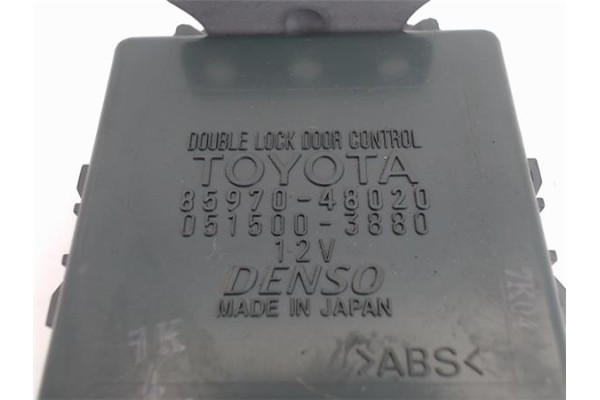 DOUBLE LOCK DOOR CONTROL
TOYOTA
85970-48020
051500-3880
12V
DENSO
MADE IN JAPAN
>ABS<